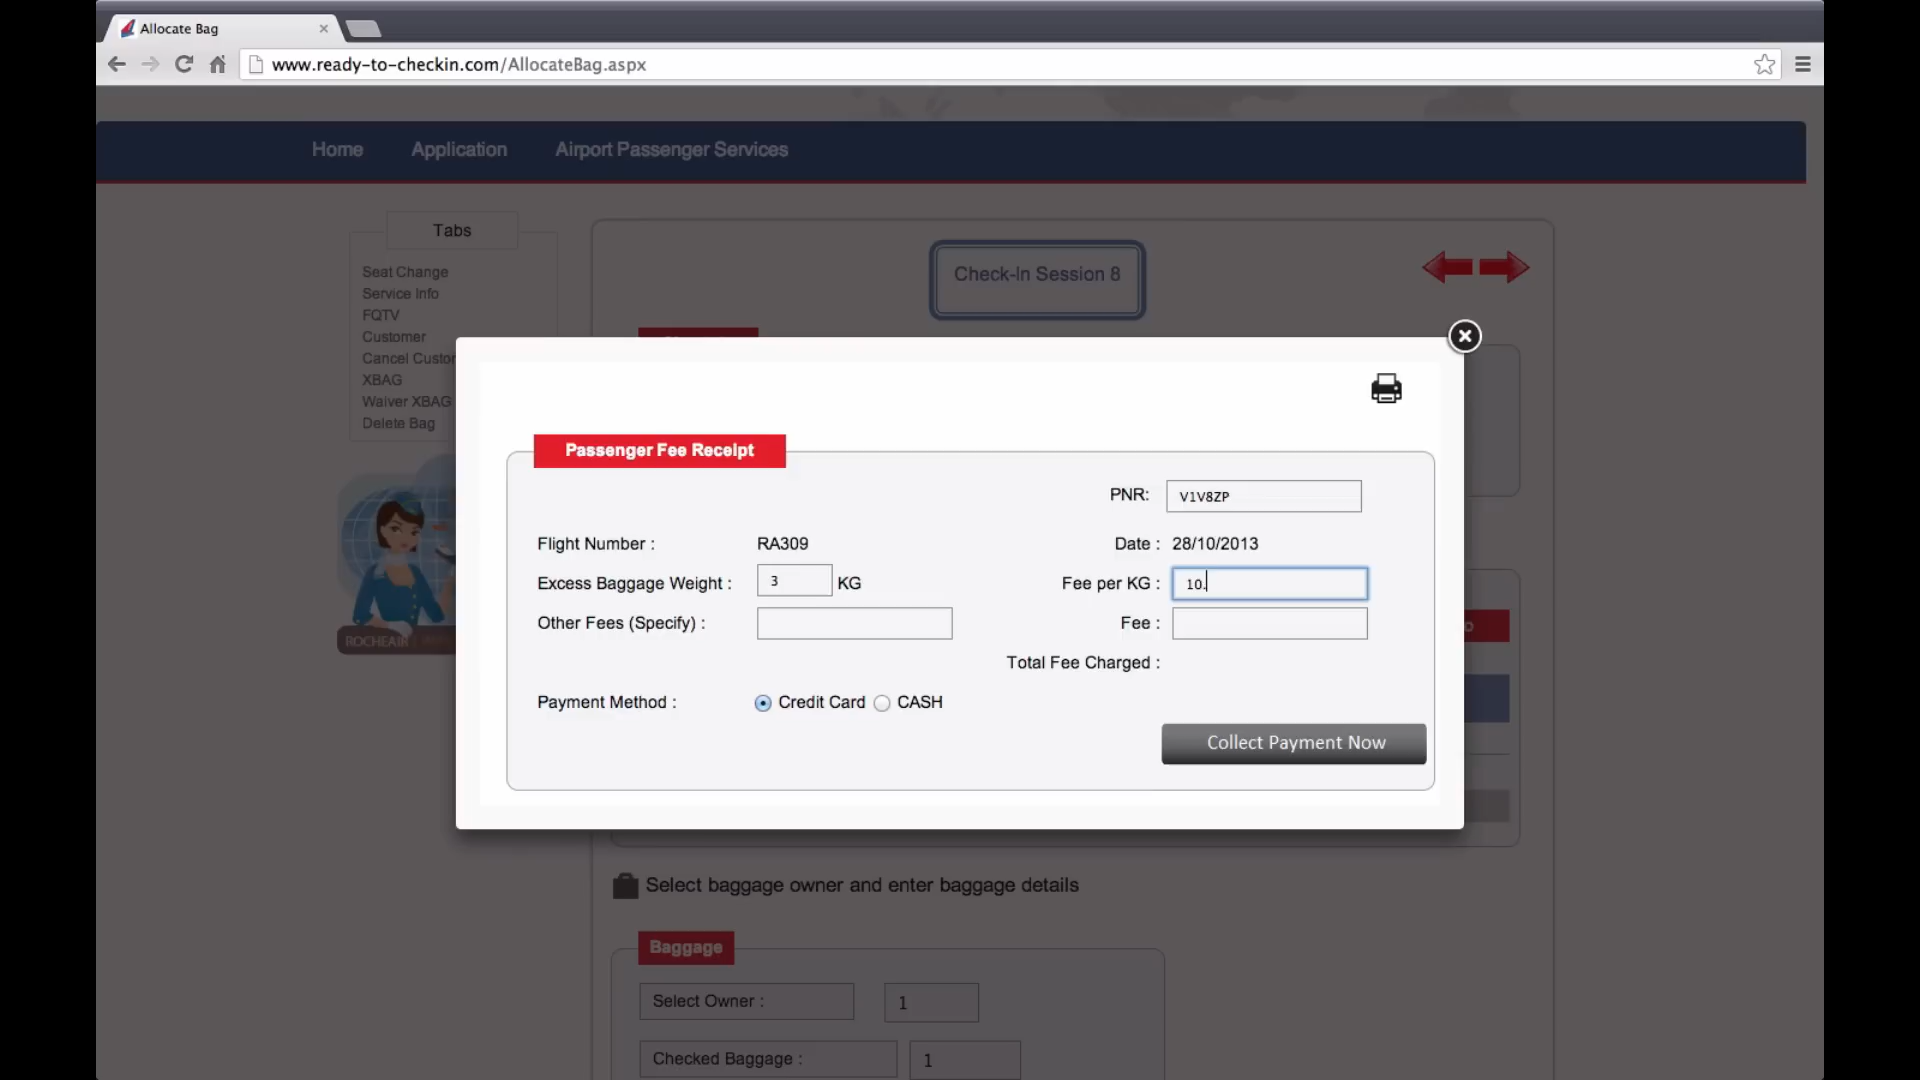 Allocate Bag
www.ready-to-checkin.com/AllocateBag.aspx
Home Application Airport Passenger Services
Tabs
Seat Change
Service Info
FQTV
Customer
Cancel Custo
XBAG
Waiver XBAG
Delete Bag
ROCHEAIR
Check-In Session 8
Passenger Fee Receipt
PNR: V1V8ZP
Flight Number : RA309 Date : 28/10/2013
Excess Baggage Weight : 3 KG Fee per KG : 10.
Other Fees (Specify) : Fee :
Total Fee Charged :
Payment Method : Credit Card CASH
Collect Payment Now
Select baggage owner and enter baggage details
Baggage
Select Owner : 1
Checked Baggage : 1